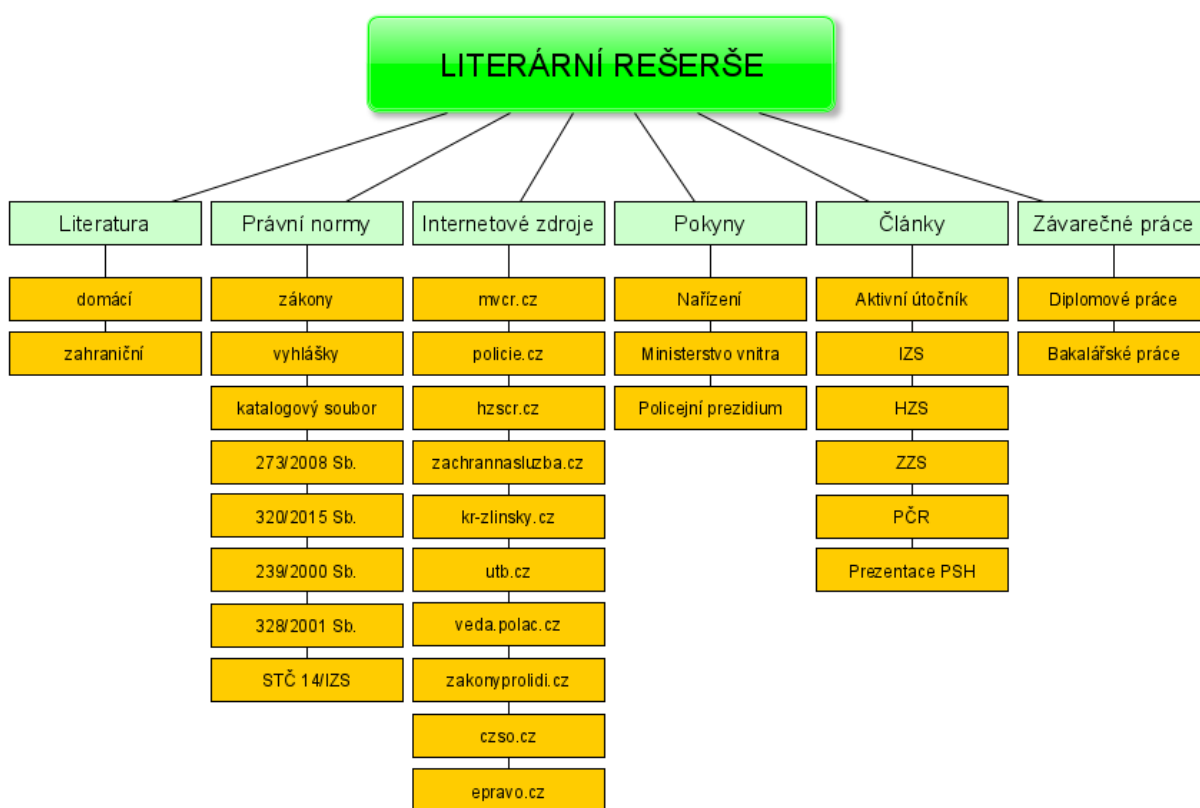 LITERÁRNÍ REŠERŠE
Literatura
domácí
zahraniční
Právní normy
zákony
vyhlášky
katalogový soubor
273/2008 Sb.
320/2015 Sb.
239/2000 Sb.
328/2001 Sb.
STČ 14/IZS
Internetové zdroje
mvcr.cz
policie.cz
hzscr.cz
zachrannasluzba.cz
kr-zlinsky.cz
utb.cz
veda.polac.cz
zakonyprolidi.cz
czso.cz
epravo.cz
Pokyny
Nařízení
Ministerstvo vnitra
Policejní prezidium
Články
Aktivní útočník
IZS
HZS
ZZS
PČR
Prezentace PSH
Závarečné práce
Diplomové práce
Bakalářské práce